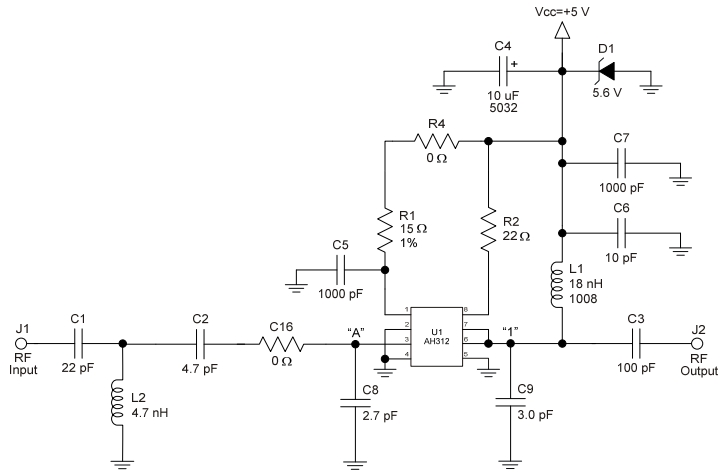 Vcc=+5 V
C4
+
10 uF
5032
D1
5.6 V
R4
0 Ω
C7
1000 pF
R1
15 Ω
1%
R2
22 Ω
C6
10 pF
C5
1000 pF
L1
18 nH
1008
J1
RF
Input
C1
22 pF
C2
4.7 pF
C16
0 Ω
"A"
1
2
3
4
U1
AH312
8
7
6
5
"1"
C3
100 pF
J2
RF
Output
L2
4.7 nH
C8
2.7 pF
C9
3.0 pF